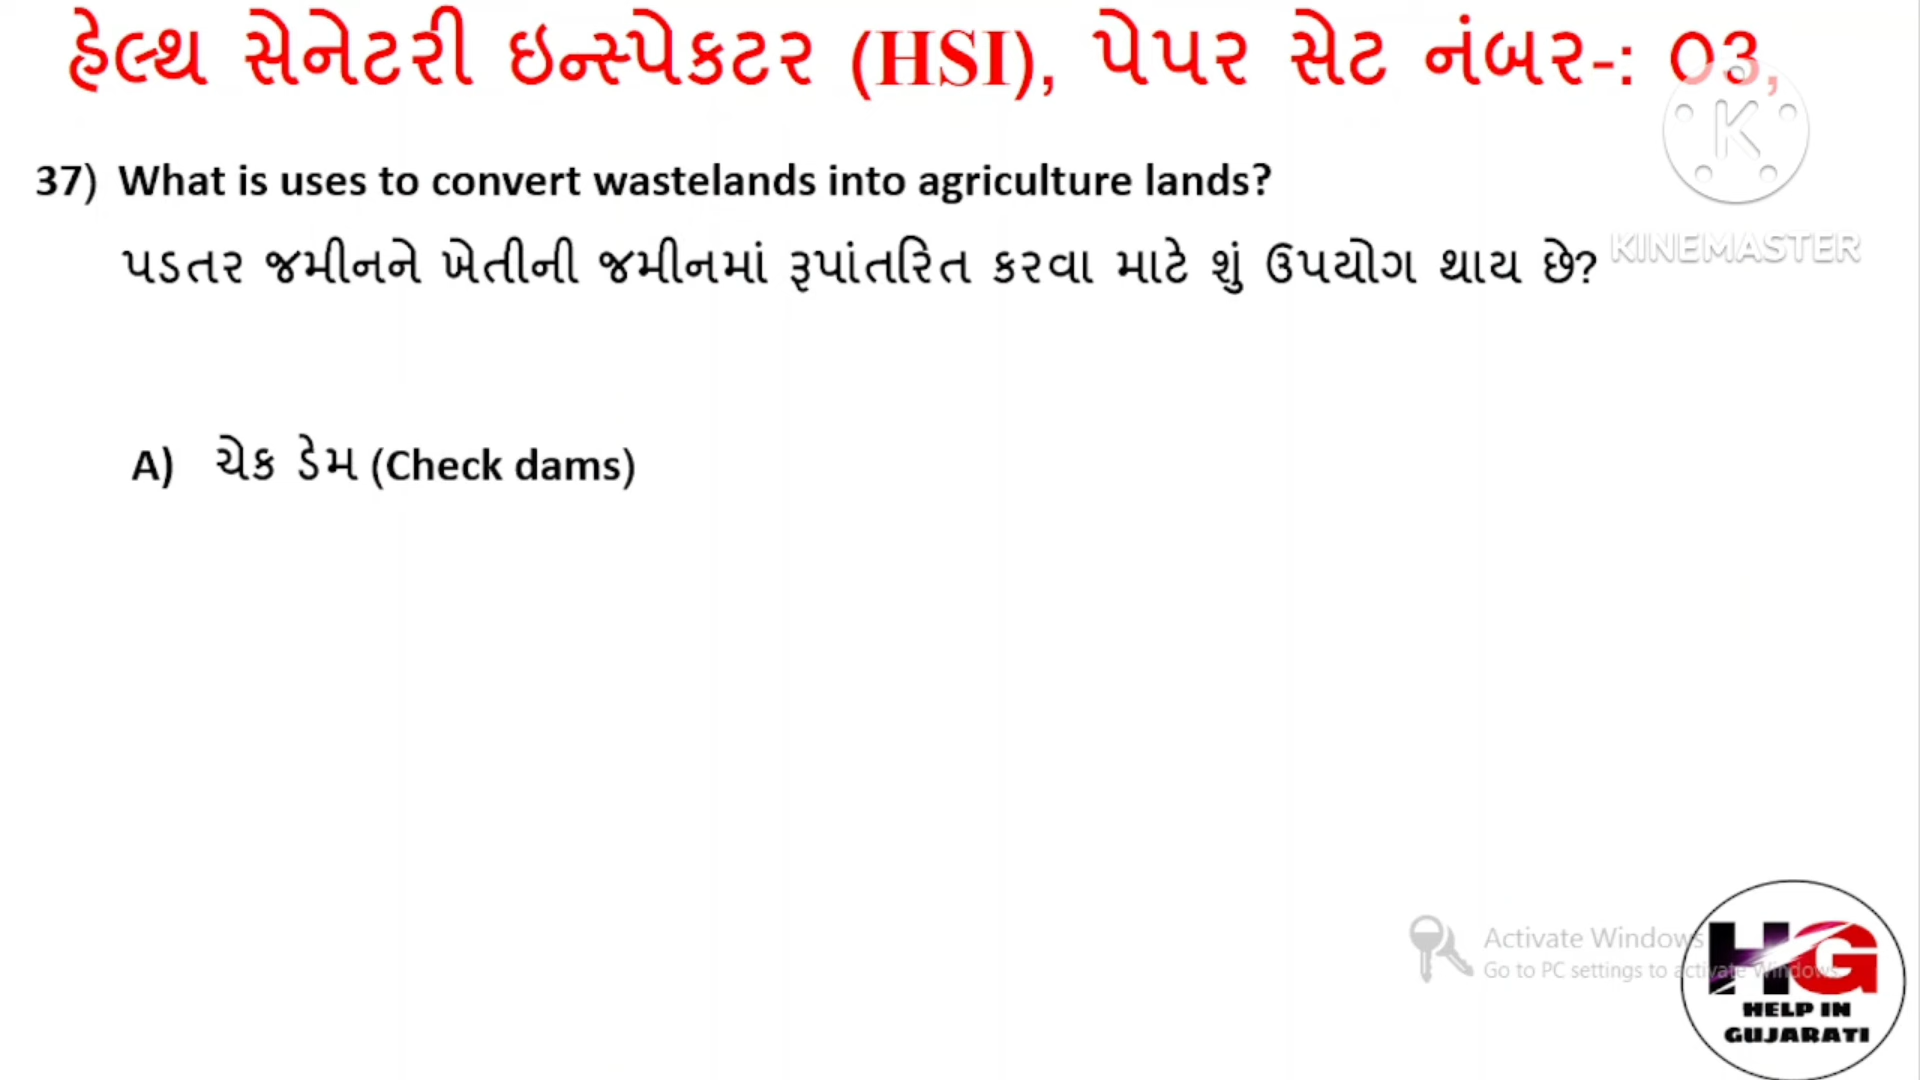 હેલ્થ સેનેટરી ઇન્સ્પેકટર (HSI), પેપર સેટ નંબર-: 03,
K
KINEMASTER
37) What is uses to convert wastelands into agriculture lands?
પડતર જમીનને ખેતીની જમીનમાં રૂપાંતરિત કરવા માટે શું ઉપયોગ થાય છે?
A) ચેક ડેમ (Check dams)
Activate Windows
Go to PC settings to activate Windows.
HG
HELP IN
GUJARATI